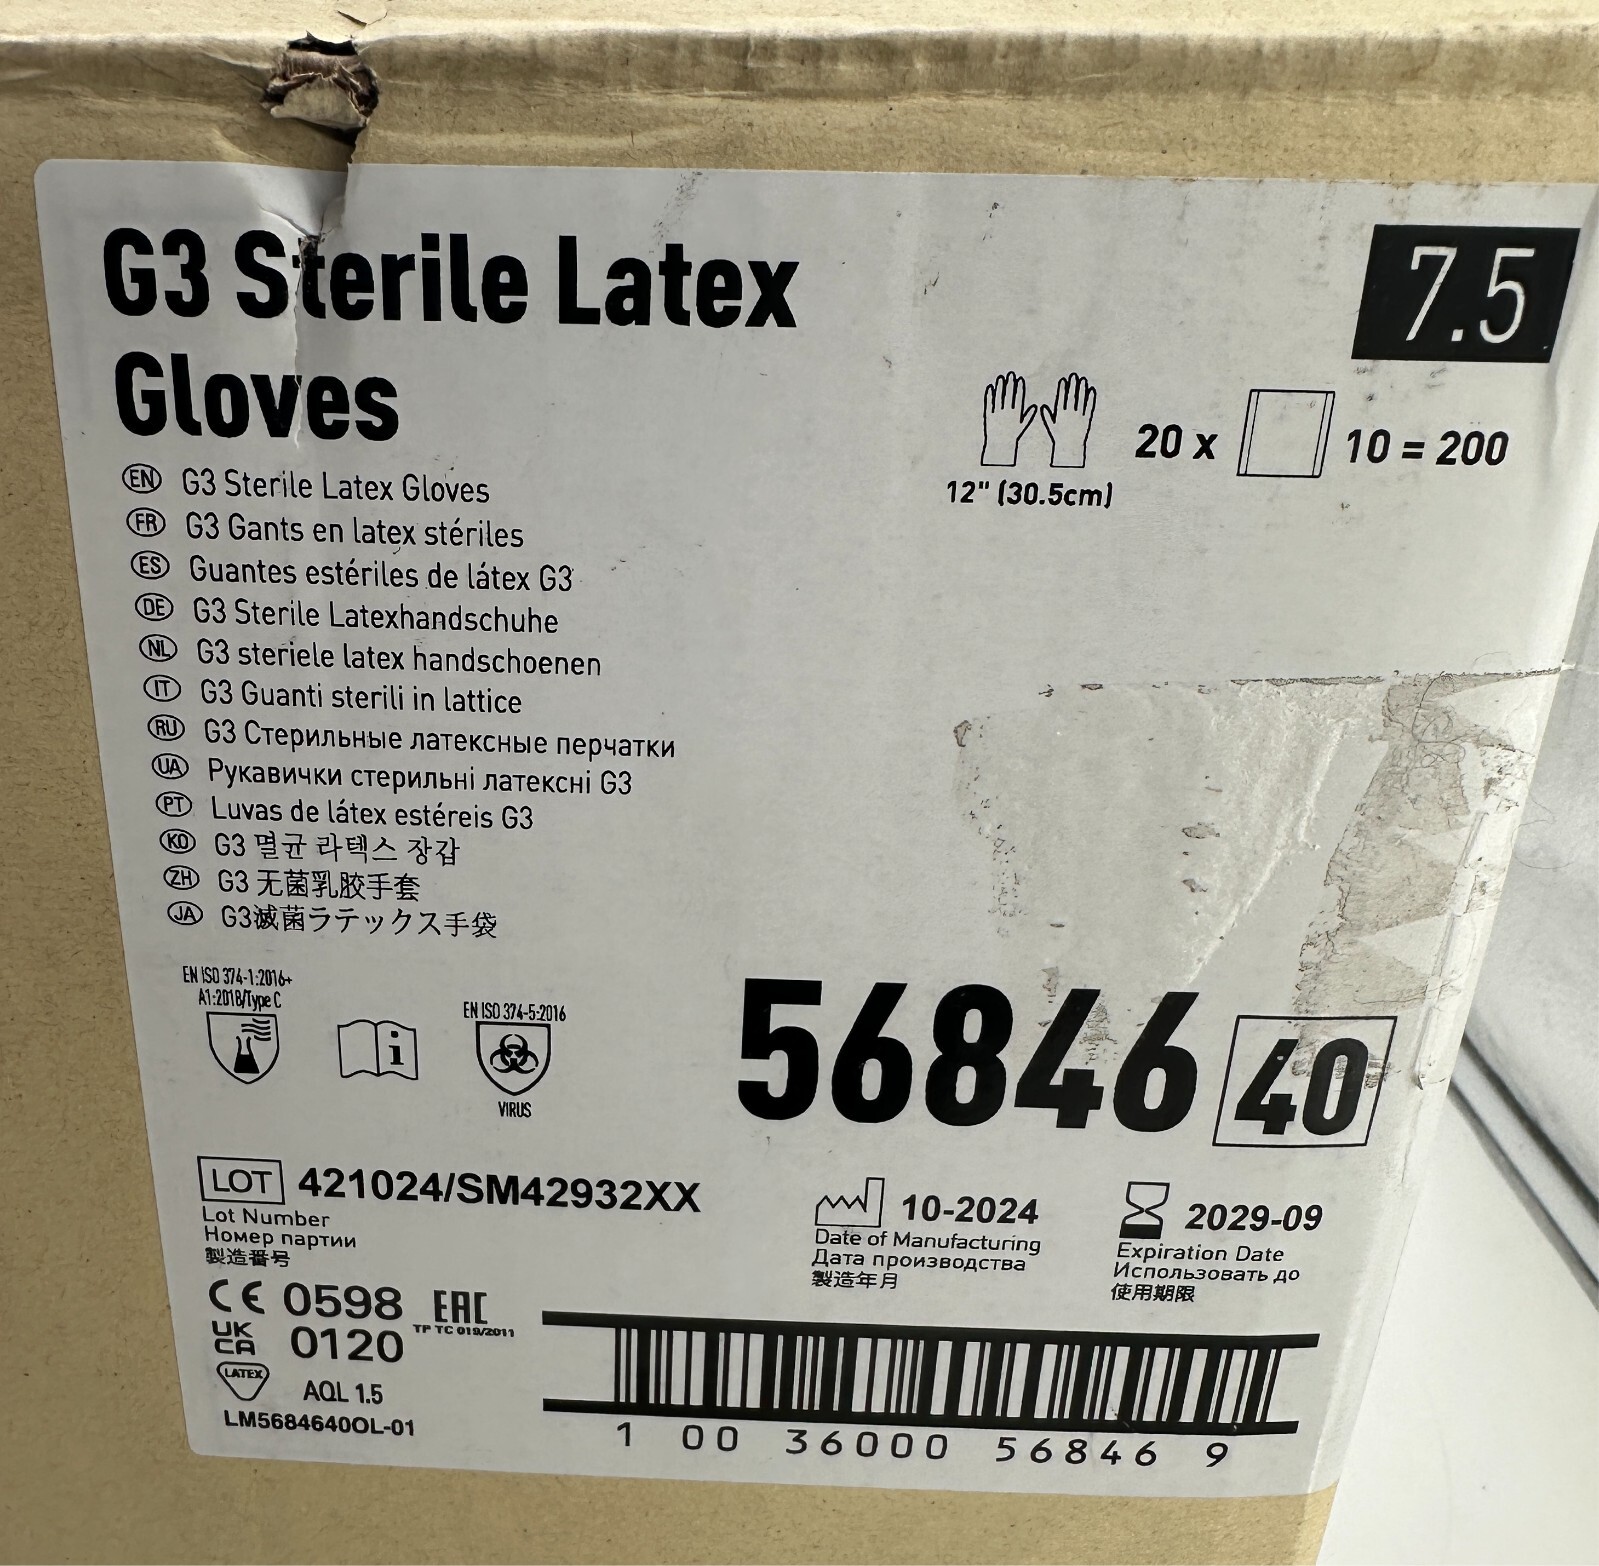 G3 Sterile Latex
Gloves
7.5
12" (30.5cm)
20 x
10 = 200
EN G3 Sterile Latex Gloves
FR G3 Gants en latex stériles
ES Guantes estériles de látex G3
DE G3 Sterile Latexhandschuhe
NL G3 steriele latex handschoenen
IT G3 Guanti sterili in lattice
RU G3 Стерильные латексные перчатки
UA Рукавички стерильні латексні G3
PT Luvas de látex estéreis G3
KO G3 멸균 라텍스 장갑
ZH G3 无菌乳胶手套
JA G3滅菌ラテックス手袋
EN ISO 374-1:2016+
A1:2018/Type C
i
EN ISO 374-5:2016
VIRUS
56846 40
LOT 421024/SM42932XX
Lot Number
Номер партии
製造番号
10-2024
Date of Manufacturing
Дата производства
製造年月
2029-09
Expiration Date
Использовать до
使用期限
CE 0598 EAC
TP TC 019/2011
UK
CA 0120
LATEX AQL 1.5
LM5684640OL-01
1 00 36000 56846 9